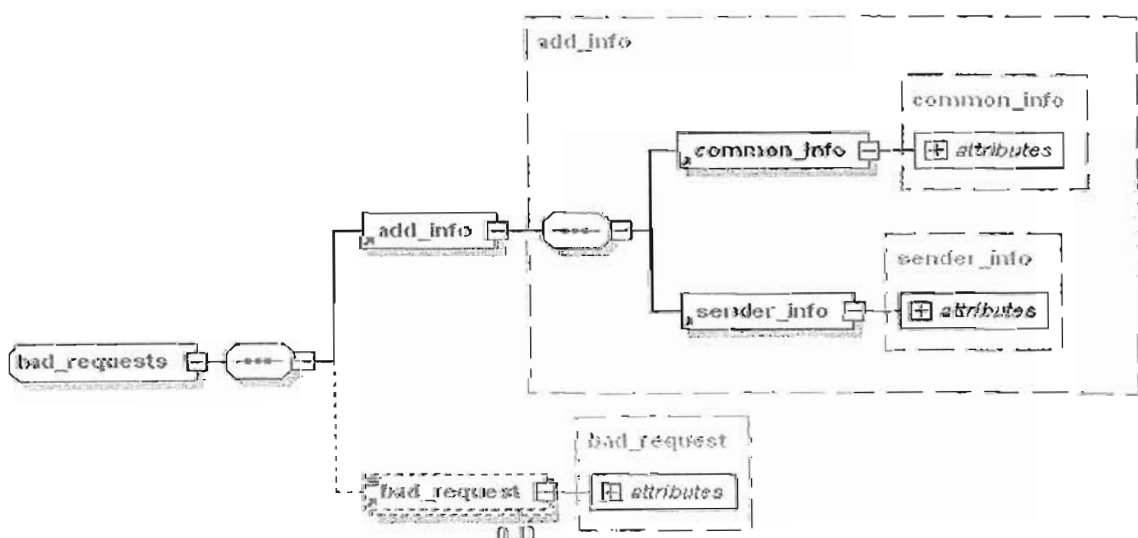 add_info
common_info
common_info
attributes
add_info
sender_info
sender_info
attributes
bad_requests
bad_request
bad_request
attributes